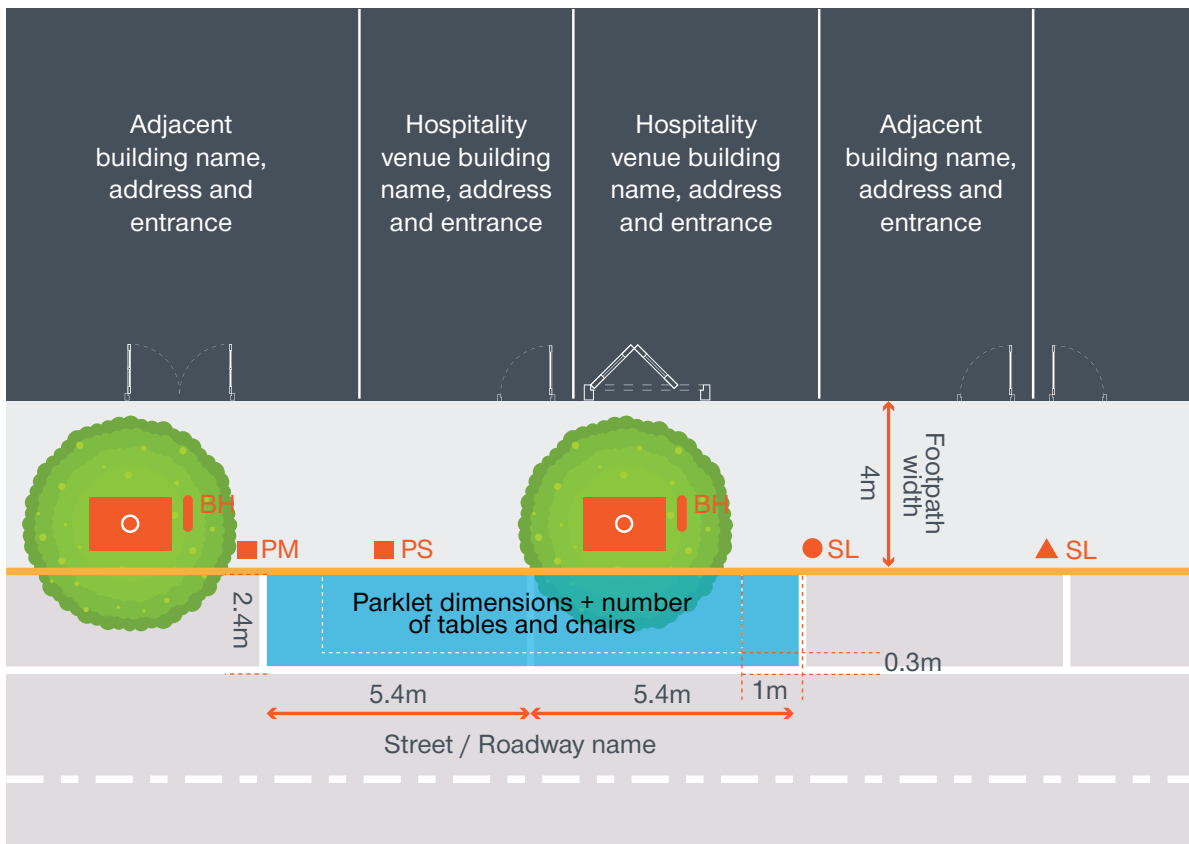 Adjacent
building name,
address and
entrance
Hospitality
venue building
name, address
and entrance
Hospitality
venue building
name, address
and entrance
Adjacent
building name,
address and
entrance
Footpath
width
4m
BH
BH
PM
PS
SL
SL
2.4m
Parklet dimensions + number
of tables and chairs
0.3m
5.4m
5.4m
1m
Street / Roadway name